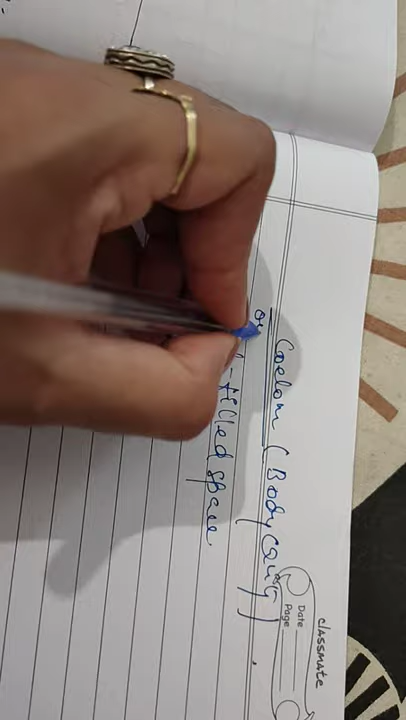 classmate
Date
Page
Coelom (Body cavity)
-filled space